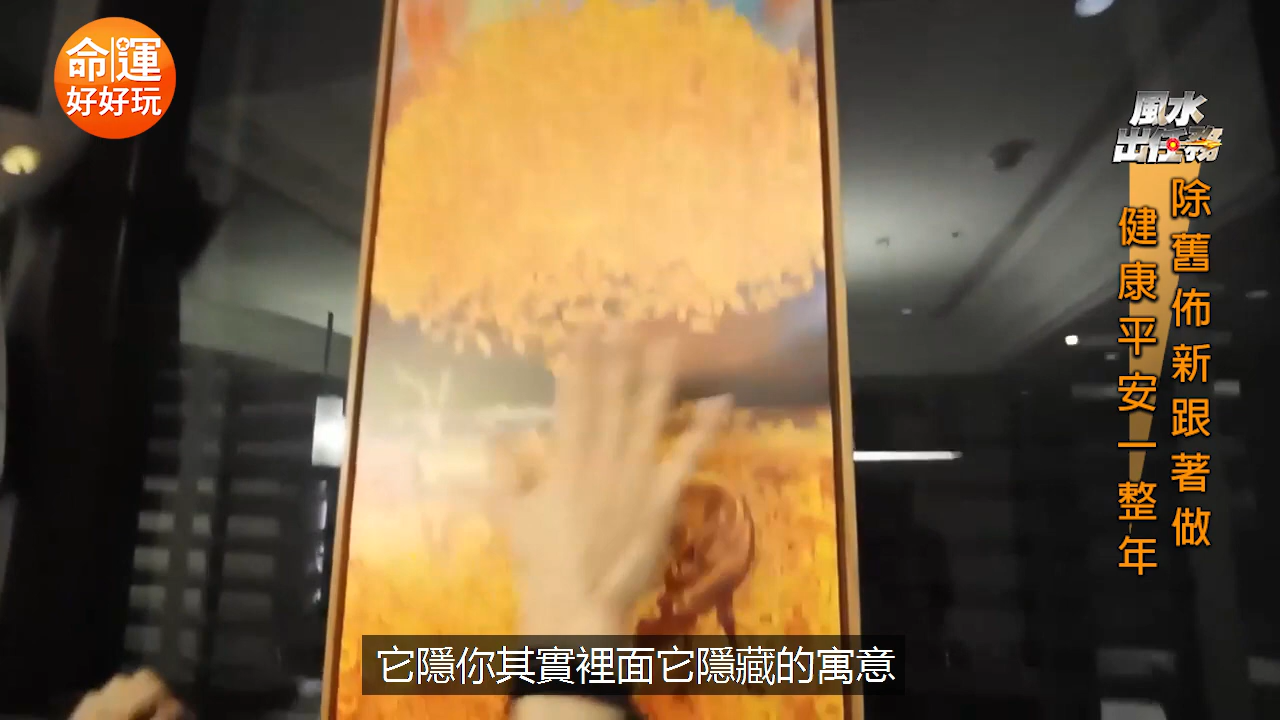 命運
好好玩
風水
出任務
除舊佈新跟著做
健康平安一整年
它隱你其實裡面它隱藏的寓意